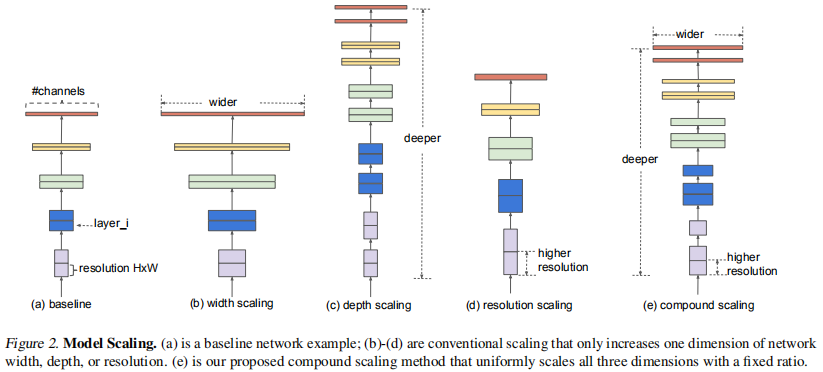 #channels
layer_i
resolution HxW
(a) baseline
wider
(b) width scaling
deeper
(c) depth scaling
higher
resolution
(d) resolution scaling
wider
deeper
higher
resolution
(e) compound scaling
Figure 2. Model Scaling. (a) is a baseline network example; (b)-(d) are conventional scaling that only increases one dimension of network
width, depth, or resolution. (e) is our proposed compound scaling method that uniformly scales all three dimensions with a fixed ratio.